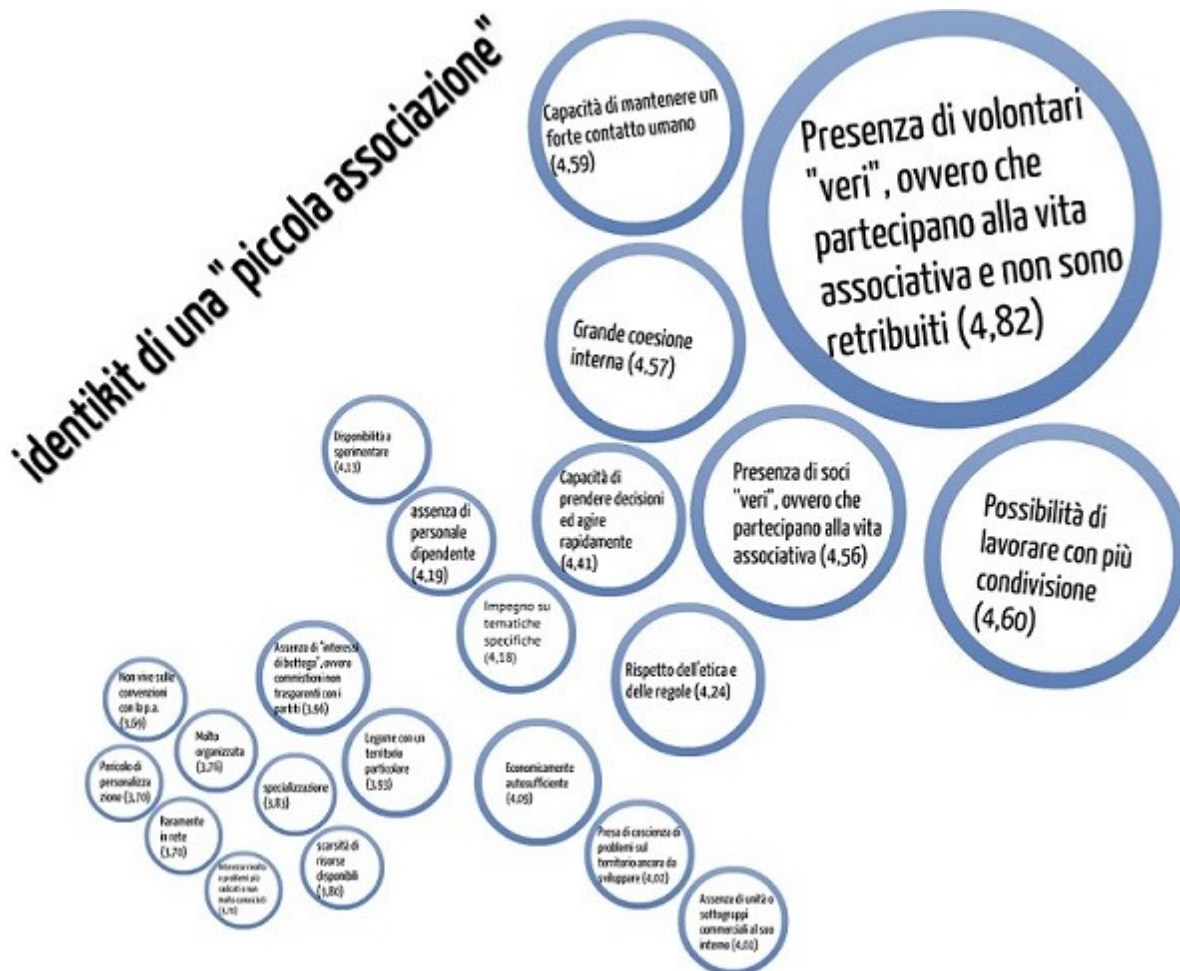 identikit di una " piccola associazione"
Capacità di mantenere un
forte contatto umano
(4,59)
Presenza di volontari
"veri", ovvero che
partecipano alla vita
associativa e non sono
retribuiti (4,82)
Grande coesione
interna (4,57)
Disponibilità a
sperimentare
(4,13)
assenza di
personale
dipendente
(4,19)
Capacità di
prendere decisioni
ed agire
rapidamente
(4,41)
Presenza di soci
"veri", ovvero che
partecipano alla vita
associativa (4,56)
Possibilità di
lavorare con più
condivisione
(4,60)
Impegno su
tematiche
specifiche
(4,18)
Rispetto dell'etica e
delle regole (4,24)
Assenza di "interessi
di bottega", ovvero
commistioni non
trasparenti con i
partiti (3,96)
Non vive sulle
convenzioni
con la p.a.
(3,69)
Molto
organizzata
(3,78)
Legame con un
territorio
particolare
(3,93)
Pericolo di
personalizza
zione (3,70)
specializzazione
(3,83)
Economicamente
autosufficiente
(4,09)
Raramente
in rete
(3,70)
scarsità di
risorse
disponibili
(3,80)
Presa di coscienza di
problemi sul
territorio ancora da
sviluppare (4,02)
problemi più
radicati e non
molto conosciuti
Assenza di unità o
sottogruppi
commerciali al suo
interno (4,01)